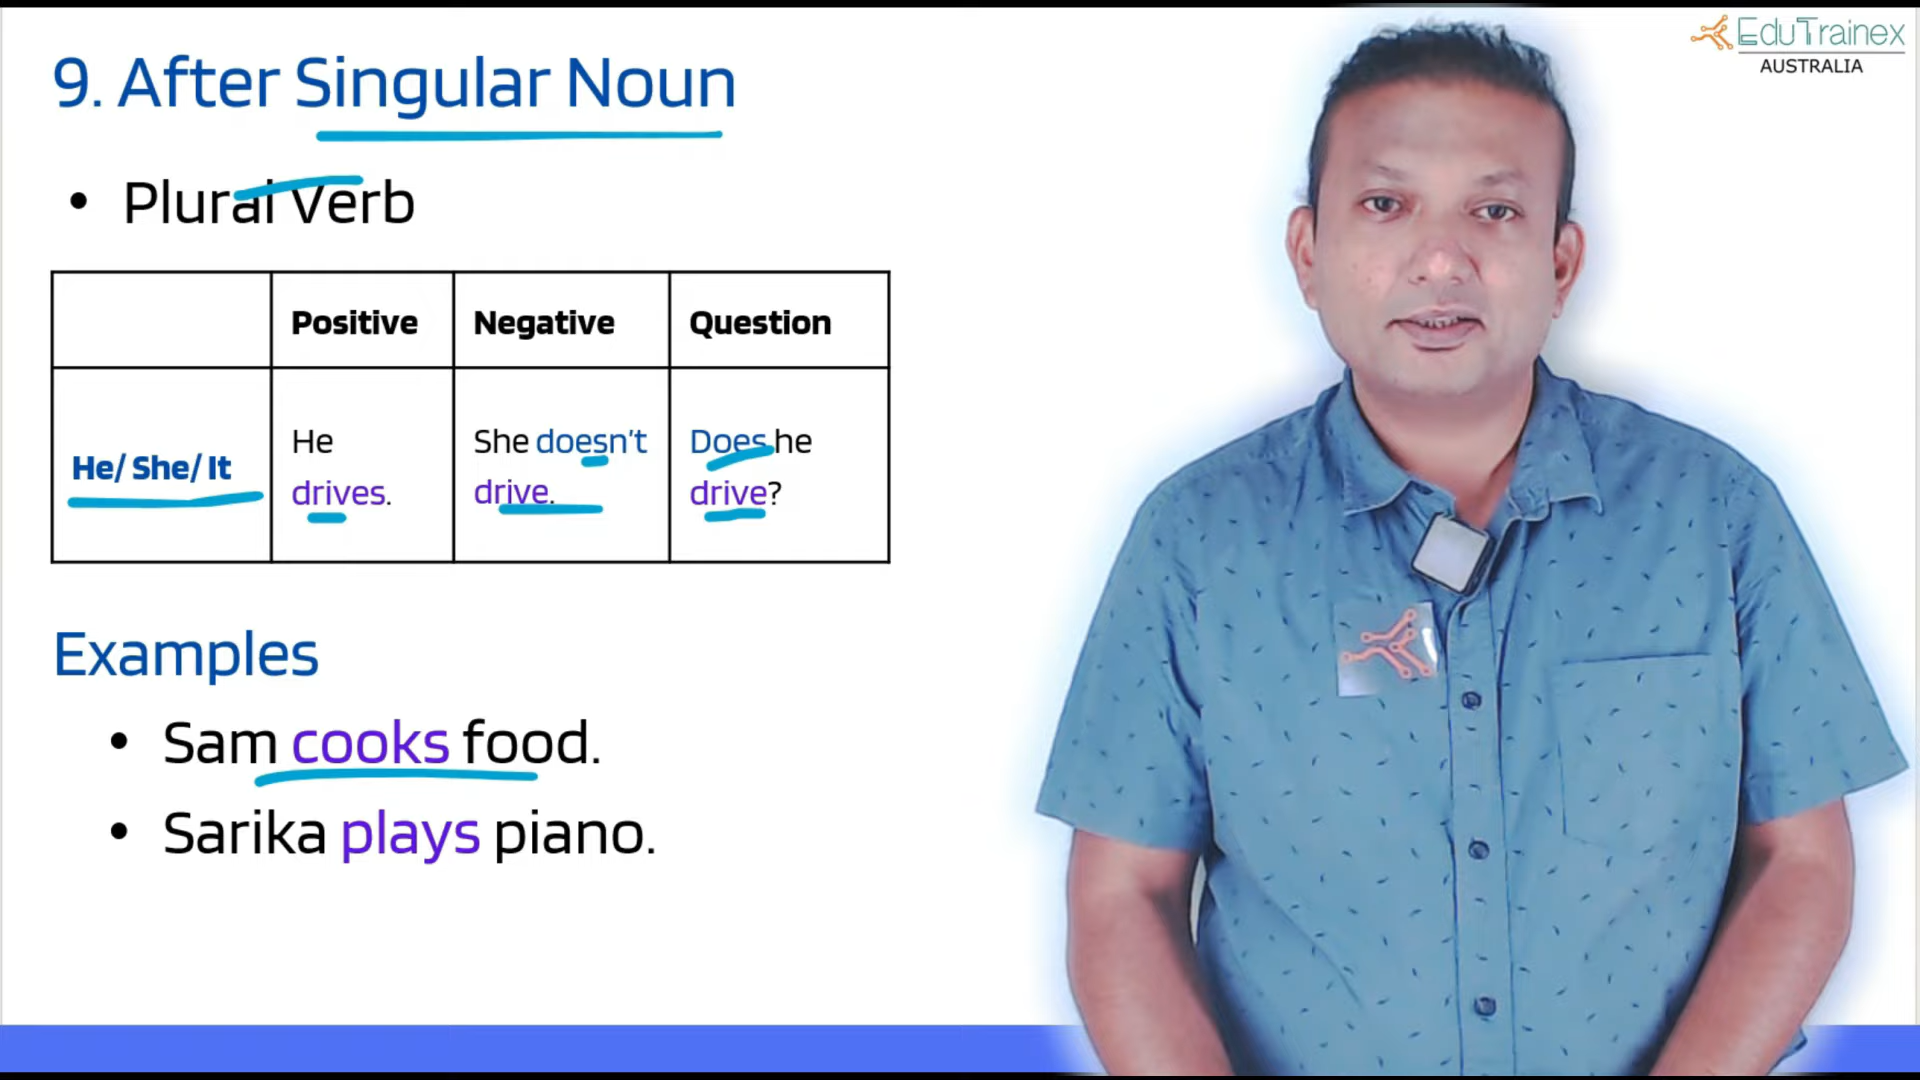 EduTrainex
AUSTRALIA
9. After Singular Noun
• Plural Verb
Positive Negative Question
He/ She/ It
He
drives.
She doesn't
drive.
Does he
drive?
Examples
• Sam cooks food.
• Sarika plays piano.